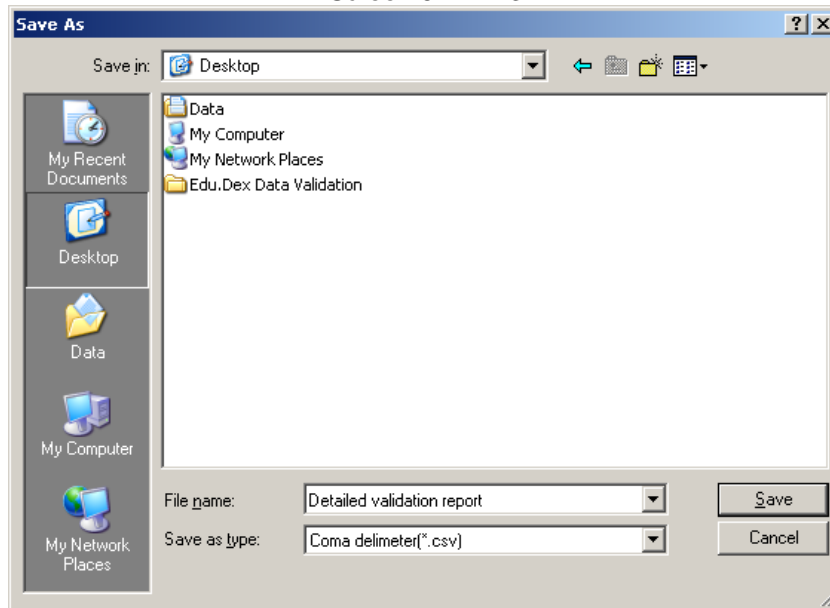 Save As
Save in:
Desktop
Data
My Computer
My Network Places
Edu.Dex Data Validation
My Recent
Documents
Desktop
Data
My Computer
My Network
Places
File name:
Detailed validation report
Save
Save as type:
Coma delimeter(*.csv)
Cancel